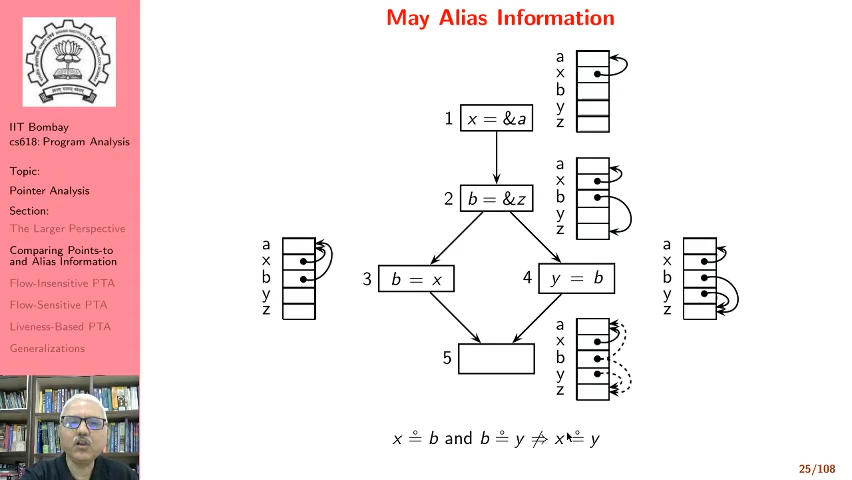 May Alias Information
IIT Bombay
cs618: Program Analysis
Topic:
Pointer Analysis
Section:
The Larger Perspective
Comparing Points-to
and Alias Information
Flow-Insensitive PTA
Flow-Sensitive PTA
Liveness-Based PTA
Generalizations
a
x
b
y
z
1 x = &a
a
x
b
y
z
2 b = &z
a
x
b
y
z
3 b = x
4 y = b
a
x
b
y
z
5
a
x
b
y
z
x ≗ b and b ≗ y ⇏ x ≗ y
25/108